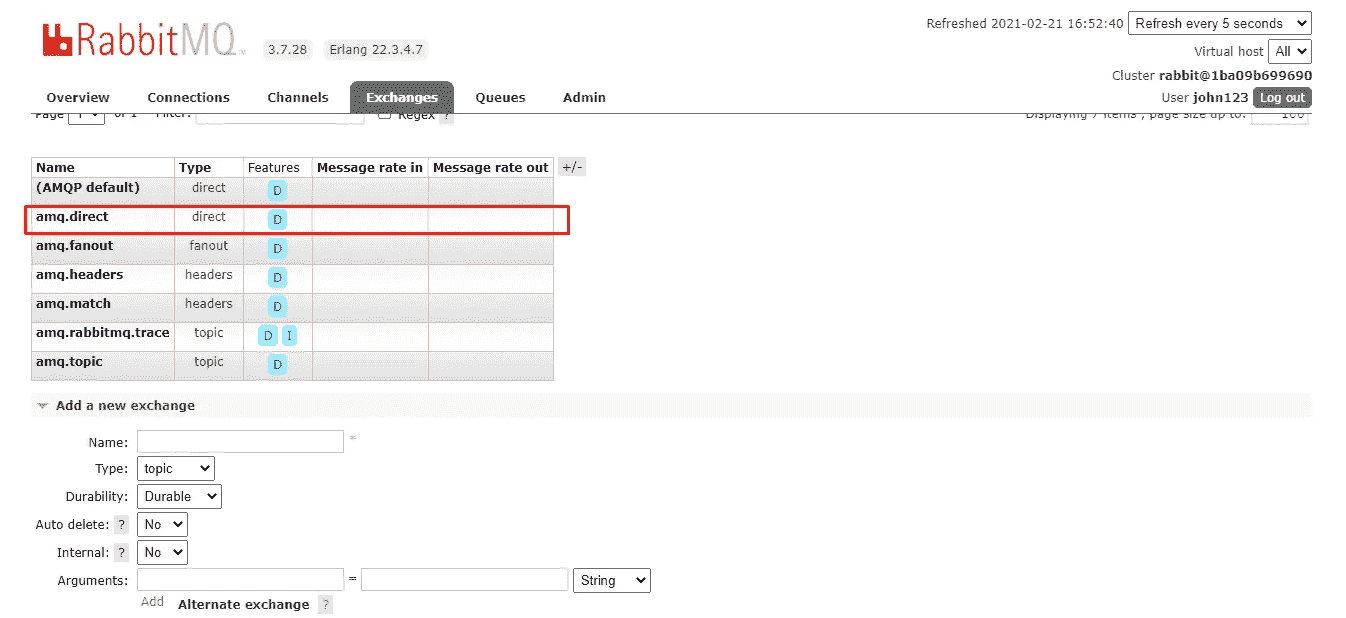 RabbitMQ TM 3.7.28 Erlang 22.3.4.7
Refreshed 2021-02-21 16:52:40 Refresh every 5 seconds
Virtual host All
Cluster rabbit@1ba09b699690
User john123 Log out
Overview Connections Channels Exchanges Queues Admin
Page 1 of 1 Filter: Regex ? Displaying 7 items , page size up to: 100
Name Type Features Message rate in Message rate out +/-
(AMQP default) direct D
amq.direct direct D
amq.fanout fanout D
amq.headers headers D
amq.match headers D
amq.rabbitmq.trace topic D I
amq.topic topic D
Add a new exchange
Name: *
Type: topic
Durability: Durable
Auto delete: ? No
Internal: ? No
Arguments: = String
Add Alternate exchange ?